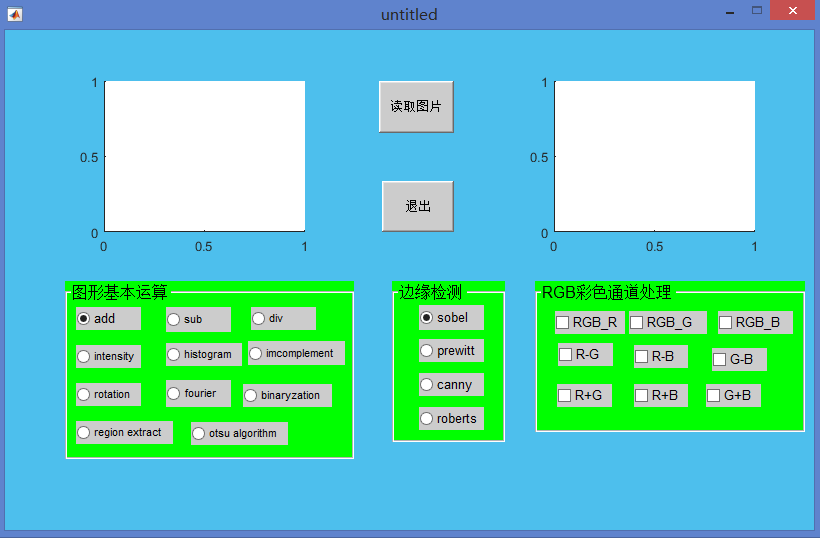 untitled
1
0.5
0
0 0.5 1
读取图片
退出
1
0.5
0
0 0.5 1
图形基本运算
add sub div
intensity histogram imcomplement
rotation fourier binaryzation
region extract otsu algorithm
边缘检测
sobel
prewitt
canny
roberts
RGB彩色通道处理
RGB_R RGB_G RGB_B
R-G R-B G-B
R+G R+B G+B